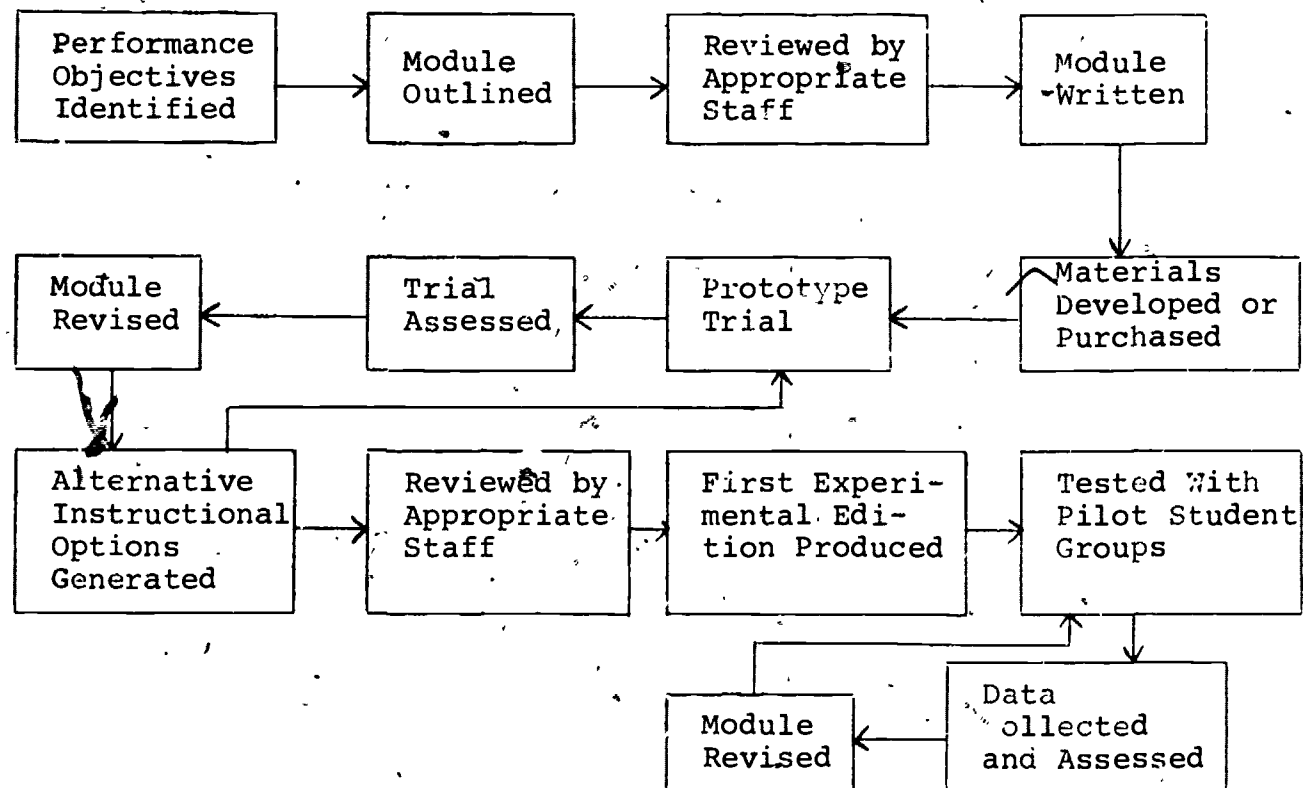 Performance
Objectives
Identified
Module
Outlined
Reviewed by
Appropriate
Staff
Module
Written
Materials
Developed or
Purchased
Prototype
Trial
Trial
Assessed
Module
Revised
Alternative
Instructional
Options
Generated
Reviewed by
Appropriate
Staff
First Experi-
mental Edi-
tion Produced
Tested With
Pilot Student
Groups
Data
ollected
and Assessed
Module
Revised